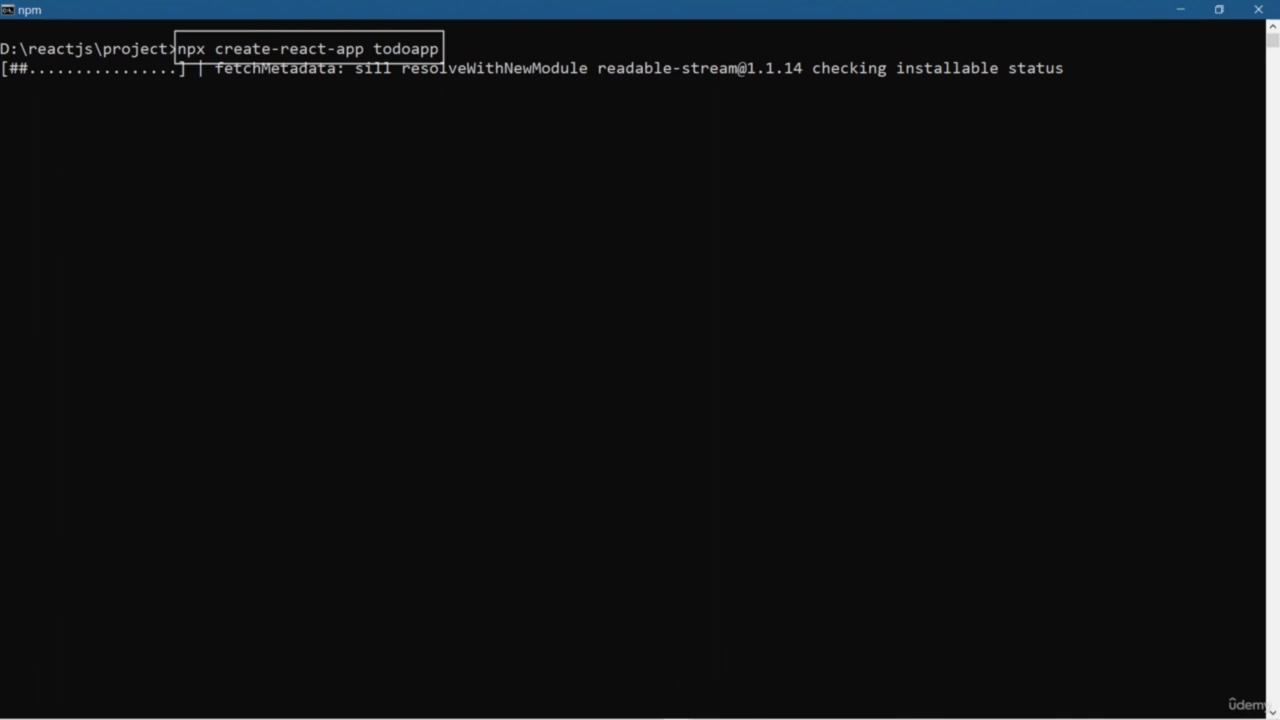 npm
D:\reactjs\project>npx create-react-app todoapp
[##................] | fetchMetadata: sill resolveWithNewModule readable-stream@1.1.14 checking installable status
ûdemy